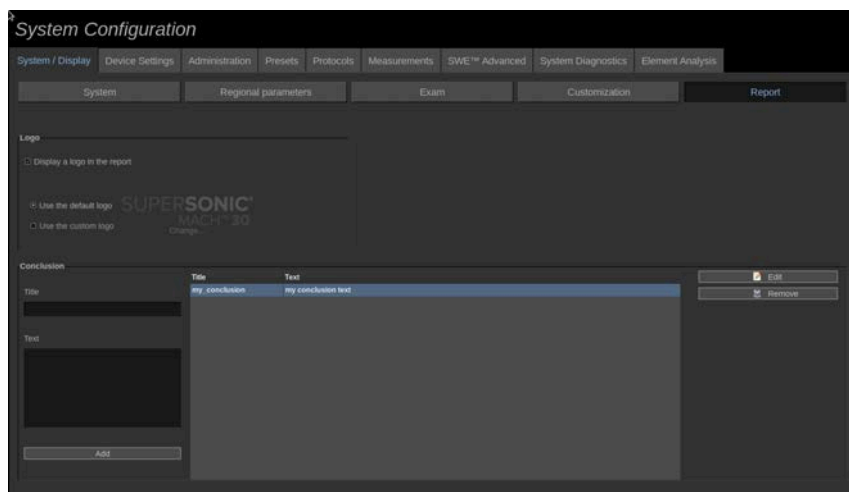 System Configuration
System / Display Device Settings Administration Presets Protocols Measurements SWE™ Advanced System Diagnostics Element Analysis
System Regional parameters Exam Customization Report
Logo
Display a logo in the report
Use the default logo
SUPERSONIC
MACH™ 30
Use the custom logo
Change...
Conclusion
Title Text
Edit
Title
my_conclusion my conclusion text
Remove
Text
Add